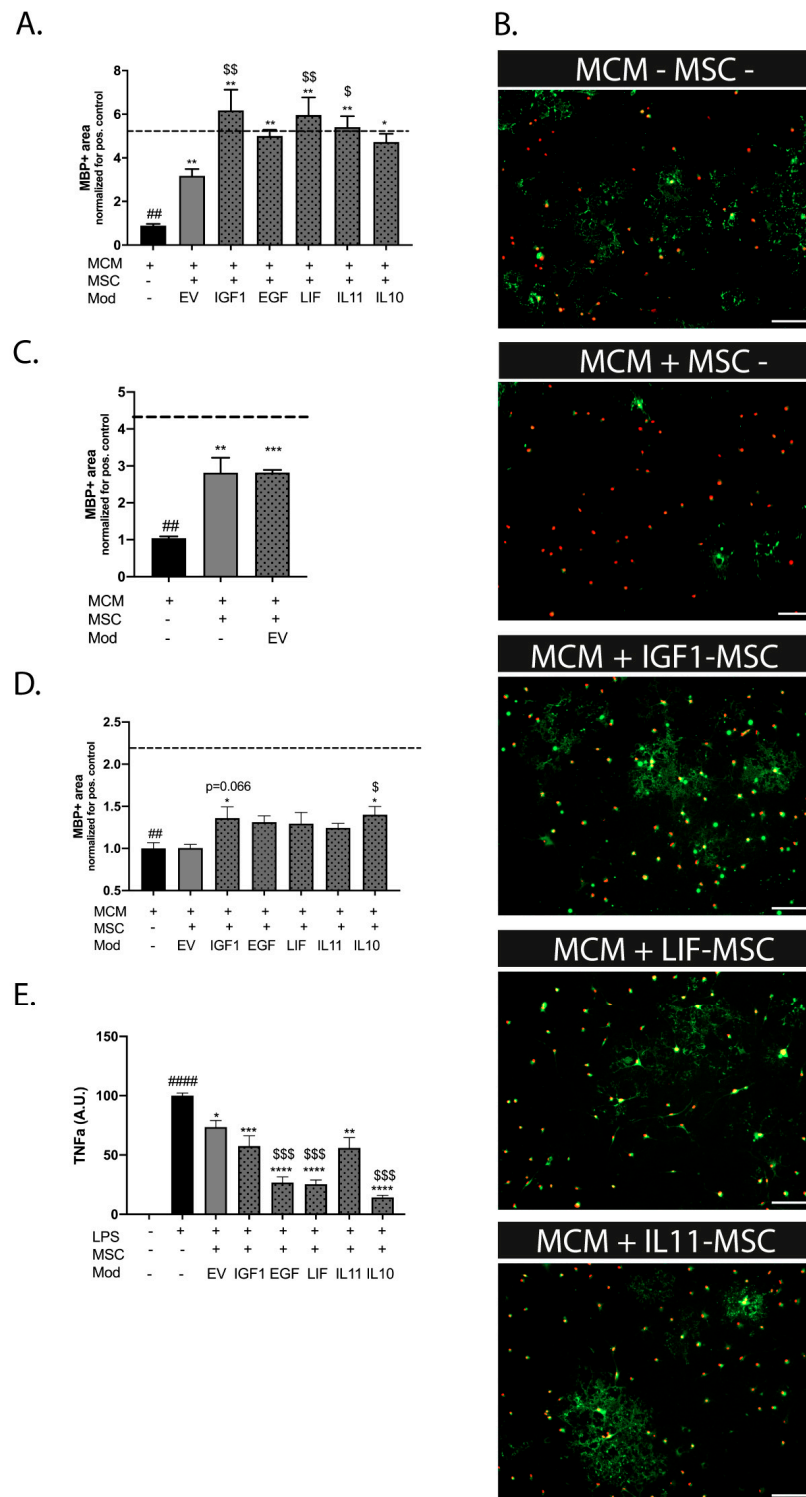 A.
8
6
4
2
0
MBP+ area
normalized for pos. control
##
**
$$
**
**
$$
**
$
**
*
MCM + + + + + + +
MSC - + + + + + +
Mod - EV IGF1 EGF LIF IL11 IL10
B.
MCM - MSC -
MCM + MSC -
MCM + IGF1-MSC
MCM + LIF-MSC
MCM + IL11-MSC
C.
5
4
3
2
1
0
MBP+ area
normalized for pos. control
##
**
***
MCM + + +
MSC - + +
Mod - - EV
D.
2.5
2.0
1.5
1.0
0.5
MBP+ area
normalized for pos. control
##
p=0.066
*
$
*
MCM + + + + + + +
MSC - + + + + + +
Mod - EV IGF1 EGF LIF IL11 IL10
E.
150
100
50
0
TNFa (A.U.)
####
*
***
$$$
****
$$$
****
**
$$$
****
LPS - + + + + + + +
MSC - - + + + + + +
Mod - - EV IGF1 EGF LIF IL11 IL10